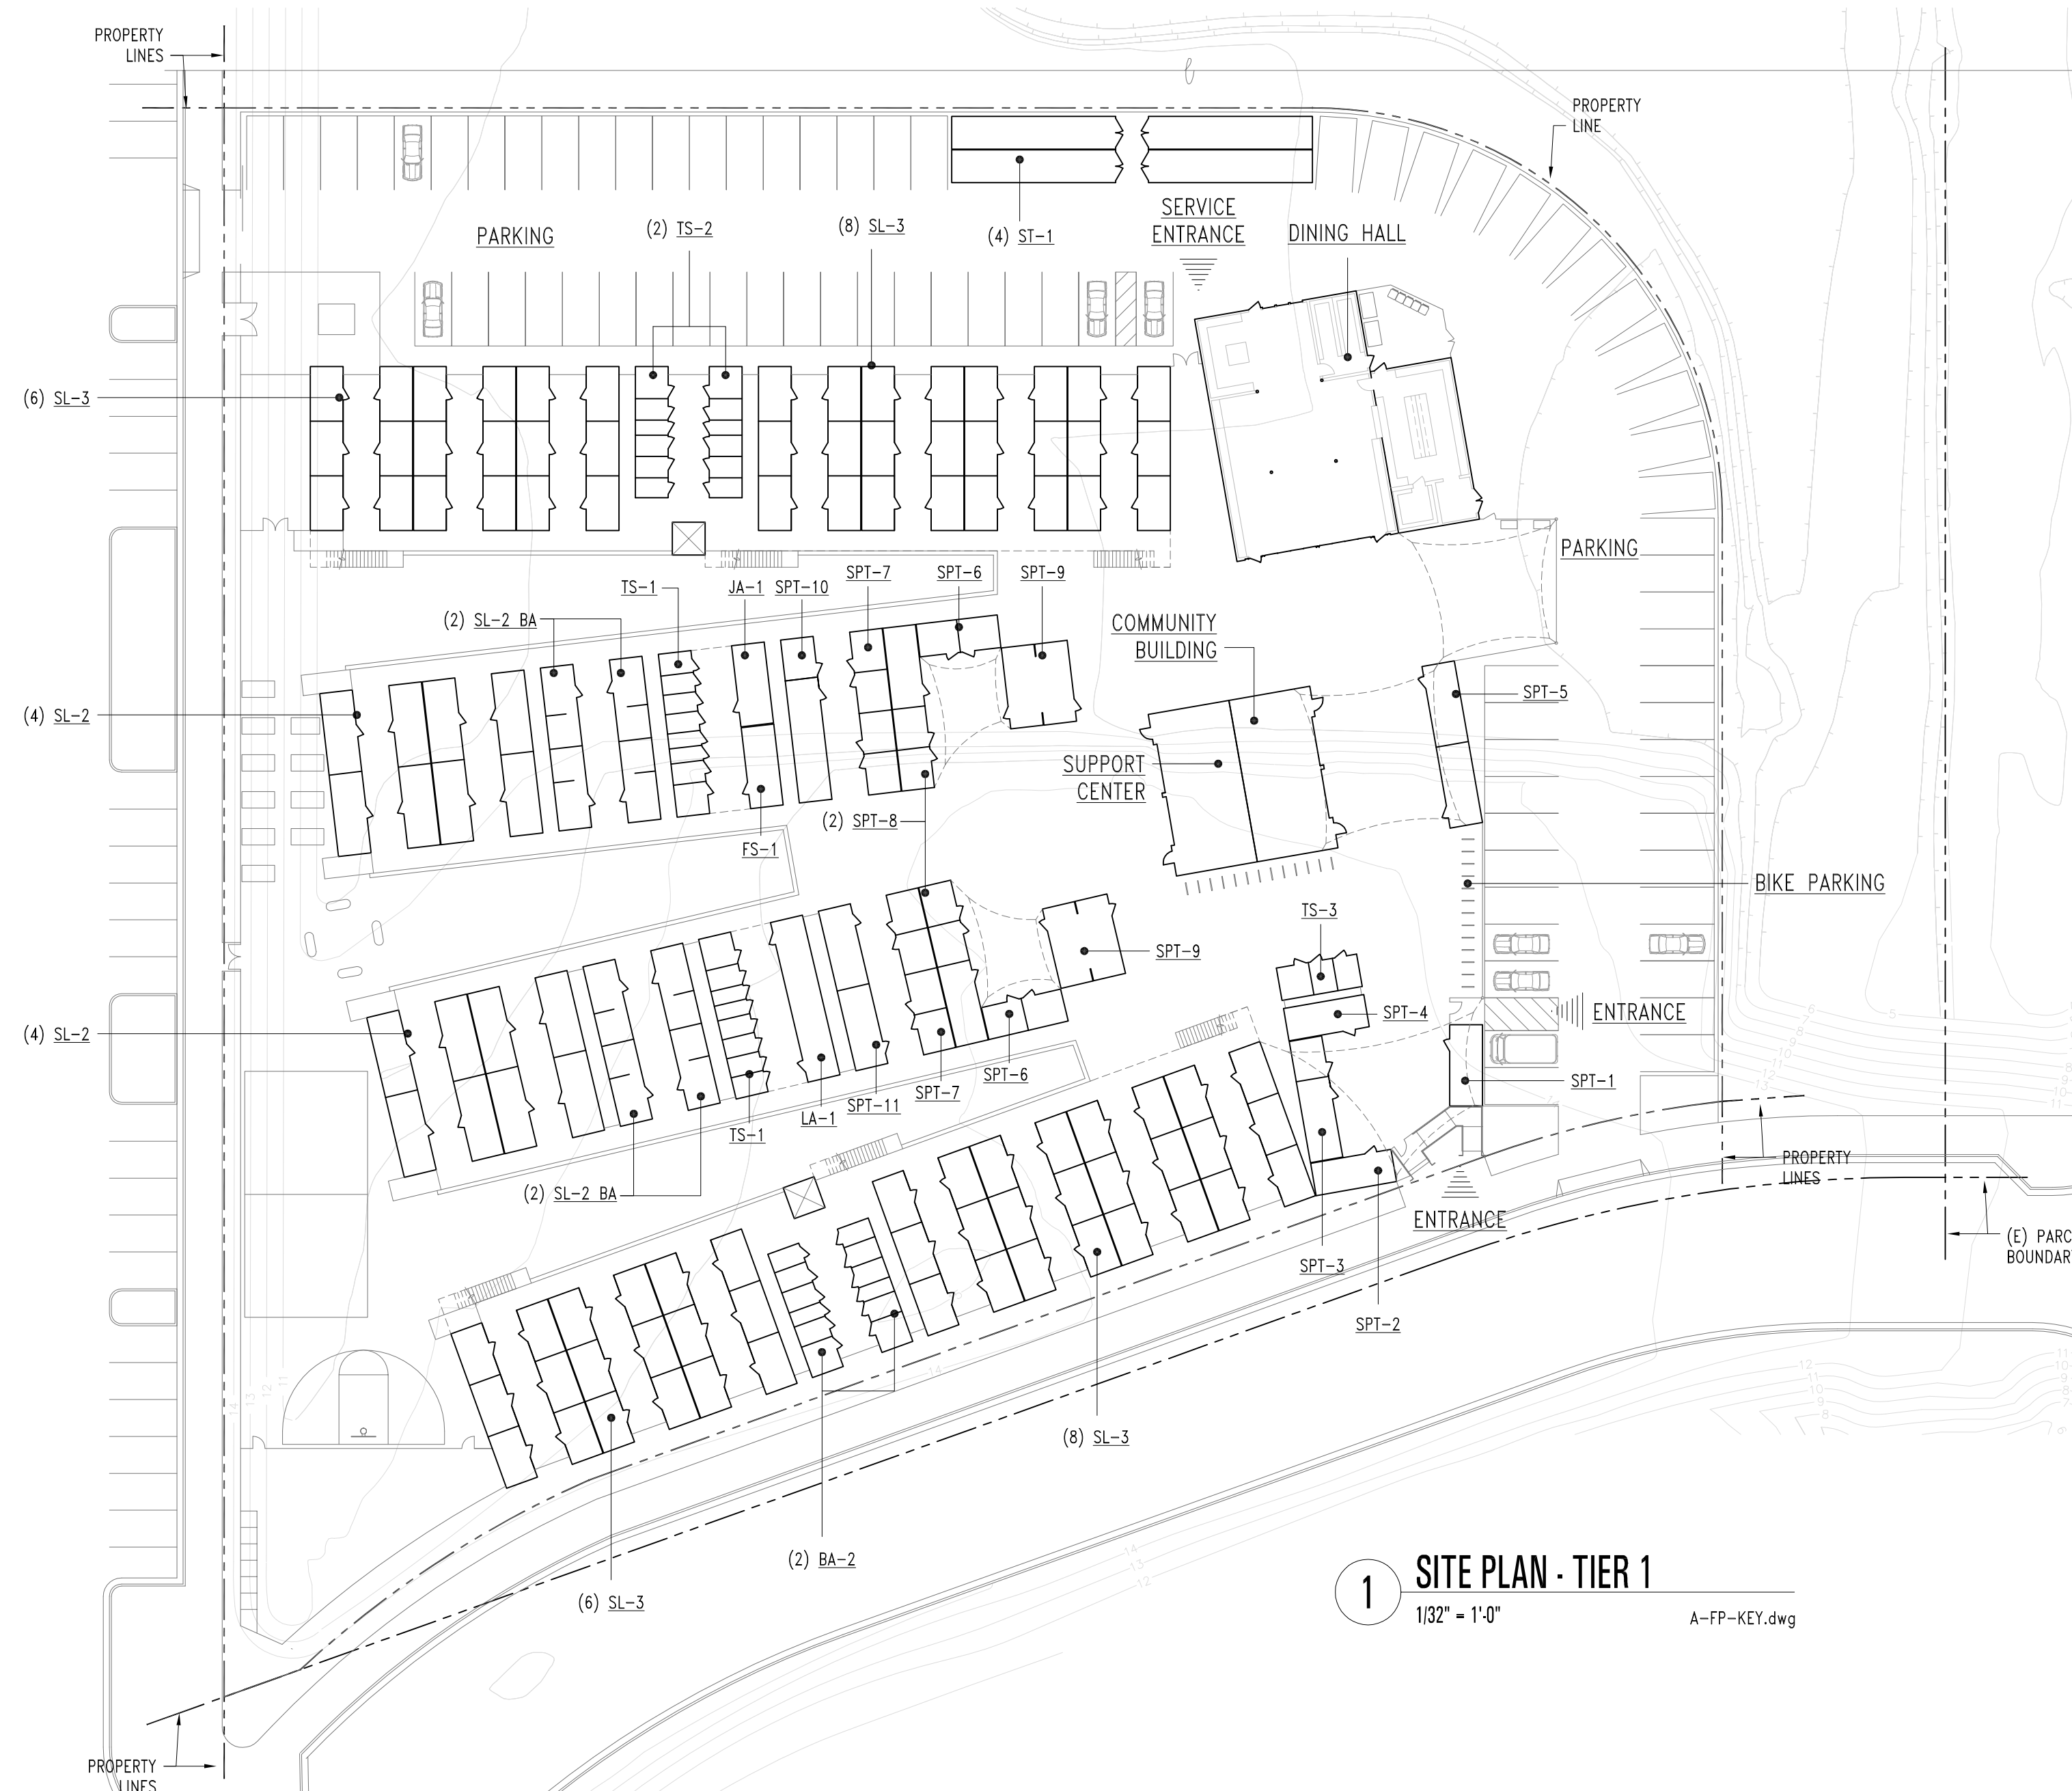 PROPERTY
LINES
PROPERTY
LINE
PARKING
(2) TS-2
(8) SL-3
(4) ST-1
SERVICE
ENTRANCE
DINING HALL
(6) SL-3
PARKING
TS-1
JA-1
SPT-10
SPT-7
SPT-6
SPT-9
(2) SL-2 BA
COMMUNITY
BUILDING
(4) SL-2
SPT-5
SUPPORT
CENTER
(2) SPT-8
FS-1
BIKE PARKING
TS-3
SPT-9
SPT-4
ENTRANCE
(4) SL-2
SPT-6
SPT-1
SPT-7
SPT-11
LA-1
TS-1
PROPERTY
LINES
(2) SL-2 BA
ENTRANCE
(E) PARC
BOUNDAR
SPT-3
SPT-2
(8) SL-3
(2) BA-2
(6) SL-3
1
SITE PLAN - TIER 1
1/32" = 1'-0"
A-FP-KEY.dwg
PROPERTY
LINES